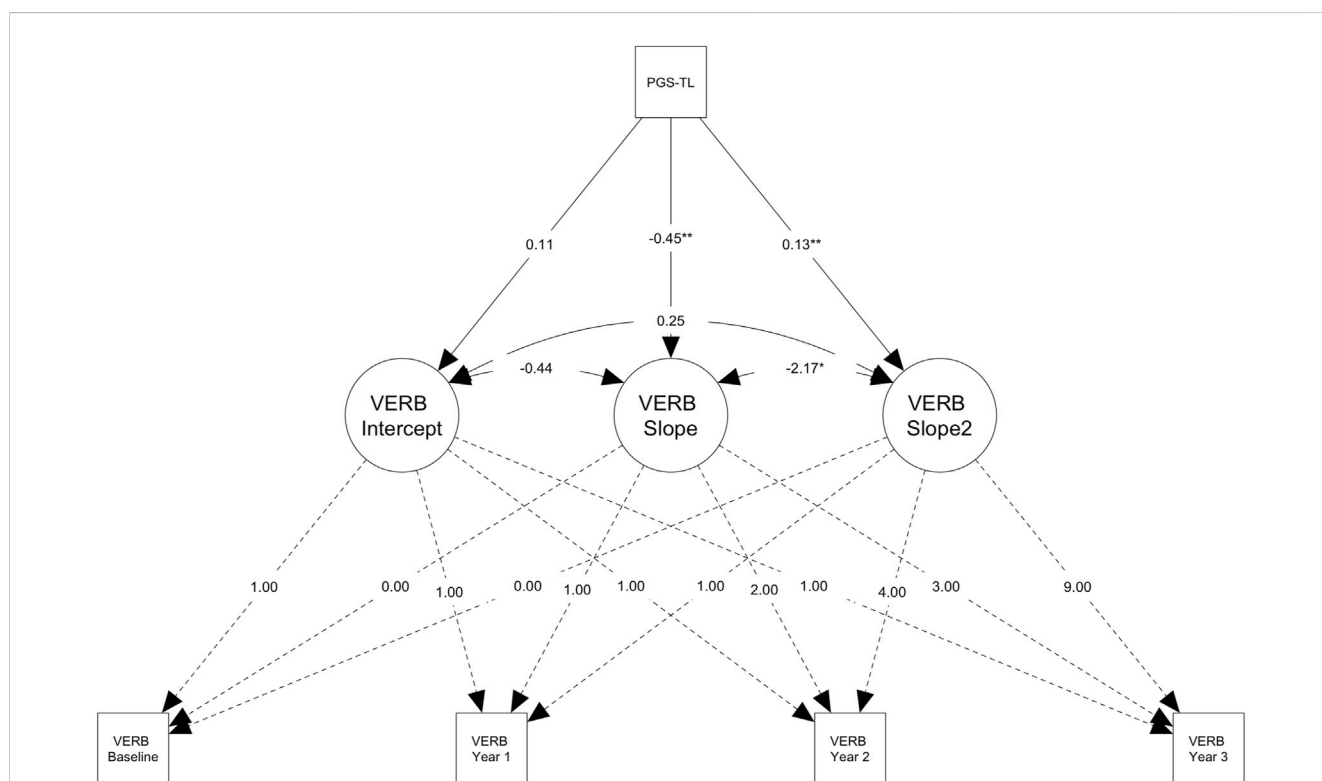 PGS-TL
0.11
-0.45**
0.13**
0.25
-0.44
-2.17*
VERB
Intercept
VERB
Slope
VERB
Slope2
1.00
0.00
1.00
0.00
1.00
1.00
1.00
2.00
1.00
4.00
3.00
9.00
VERB
Baseline
VERB
Year 1
VERB
Year 2
VERB
Year 3